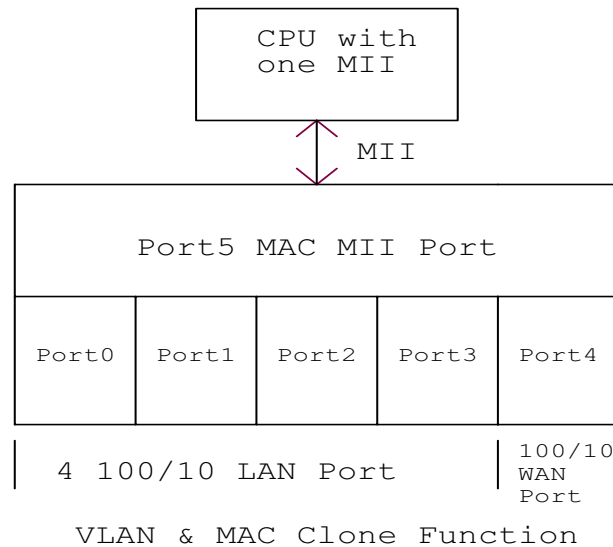 CPU with
one MII
MII
Port5 MAC MII Port
Port0
Port1
Port2
Port3
Port4
4 100/10 LAN Port
100/10
WAN
Port
VLAN & MAC Clone Function